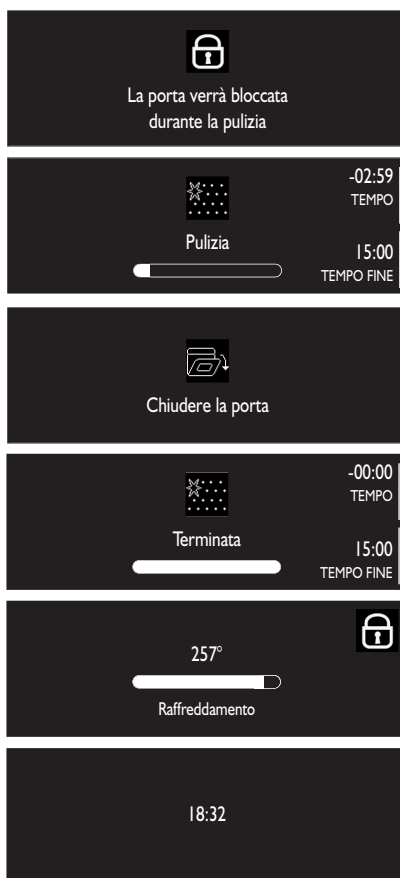 La porta verrà bloccata
durante la pulizia
-02:59
TEMPO
Pulizia
15:00
TEMPO FINE
Chiudere la porta
-00:00
TEMPO
Terminata
15:00
TEMPO FINE
257°
Raffreddamento
18:32